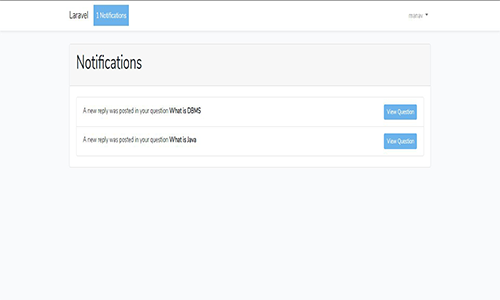 Laravel 1 Notifications manav
Notifications
A new reply was posted in your question What is DBMS View Question
A new reply was posted in your question What is Java View Question